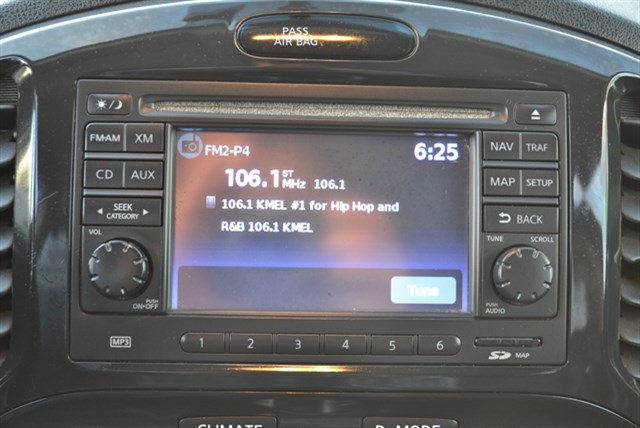 PASS
AIR BAG
FM·AM XM
CD AUX
SEEK
CATEGORY
VOL
PUSH
ON•OFF
MP3
FM2-P4 6:25
106.1 ST MHz 106.1
106.1 KMEL #1 for Hip Hop and
R&B 106.1 KMEL
Tune
NAV TRAF
MAP SETUP
BACK
TUNE SCROLL
PUSH
AUDIO
1 2 3 4 5 6
SD MAP
CLIMATE D-MODE